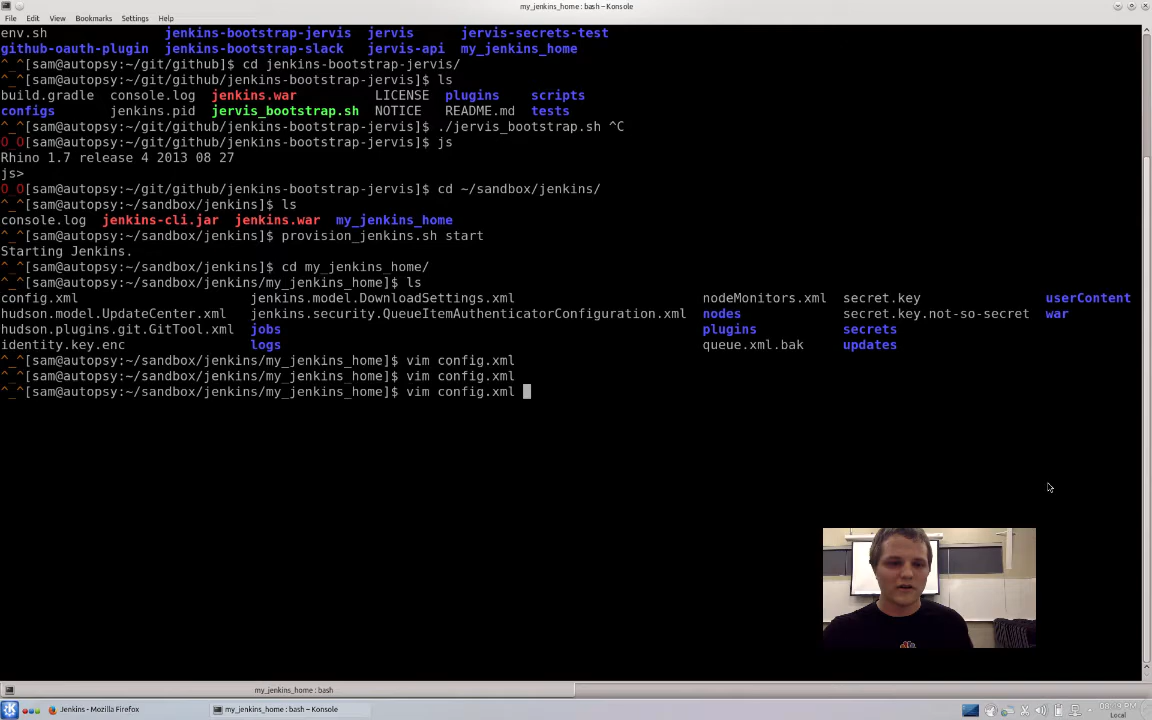 my_jenkins_home : bash – Konsole
File Edit View Bookmarks Settings Help
env.sh jenkins-bootstrap-jervis jervis jervis-secrets-test
github-oauth-plugin jenkins-bootstrap-slack jervis-api my_jenkins_home
^_^[sam@autopsy:~/git/github]$ cd jenkins-bootstrap-jervis/
^_^[sam@autopsy:~/git/github/jenkins-bootstrap-jervis]$ ls
build.gradle console.log jenkins.war LICENSE plugins scripts
configs jenkins.pid jervis_bootstrap.sh NOTICE README.md tests
^_^[sam@autopsy:~/git/github/jenkins-bootstrap-jervis]$ ./jervis_bootstrap.sh ^C
O_O[sam@autopsy:~/git/github/jenkins-bootstrap-jervis]$ js
Rhino 1.7 release 4 2013 08 27
js>
O_O[sam@autopsy:~/git/github/jenkins-bootstrap-jervis]$ cd ~/sandbox/jenkins/
^_^[sam@autopsy:~/sandbox/jenkins]$ ls
console.log jenkins-cli.jar jenkins.war my_jenkins_home
^_^[sam@autopsy:~/sandbox/jenkins]$ provision_jenkins.sh start
Starting Jenkins.
^_^[sam@autopsy:~/sandbox/jenkins]$ cd my_jenkins_home/
^_^[sam@autopsy:~/sandbox/jenkins/my_jenkins_home]$ ls
config.xml jenkins.model.DownloadSettings.xml nodeMonitors.xml secret.key userContent
hudson.model.UpdateCenter.xml jenkins.security.QueueItemAuthenticatorConfiguration.xml nodes secret.key.not-so-secret war
hudson.plugins.git.GitTool.xml jobs plugins secrets
identity.key.enc logs queue.xml.bak updates
^_^[sam@autopsy:~/sandbox/jenkins/my_jenkins_home]$ vim config.xml
^_^[sam@autopsy:~/sandbox/jenkins/my_jenkins_home]$ vim config.xml
^_^[sam@autopsy:~/sandbox/jenkins/my_jenkins_home]$ vim config.xml
my_jenkins_home : bash
Jenkins - Mozilla Firefox my_jenkins_home : bash – Konsole
Local